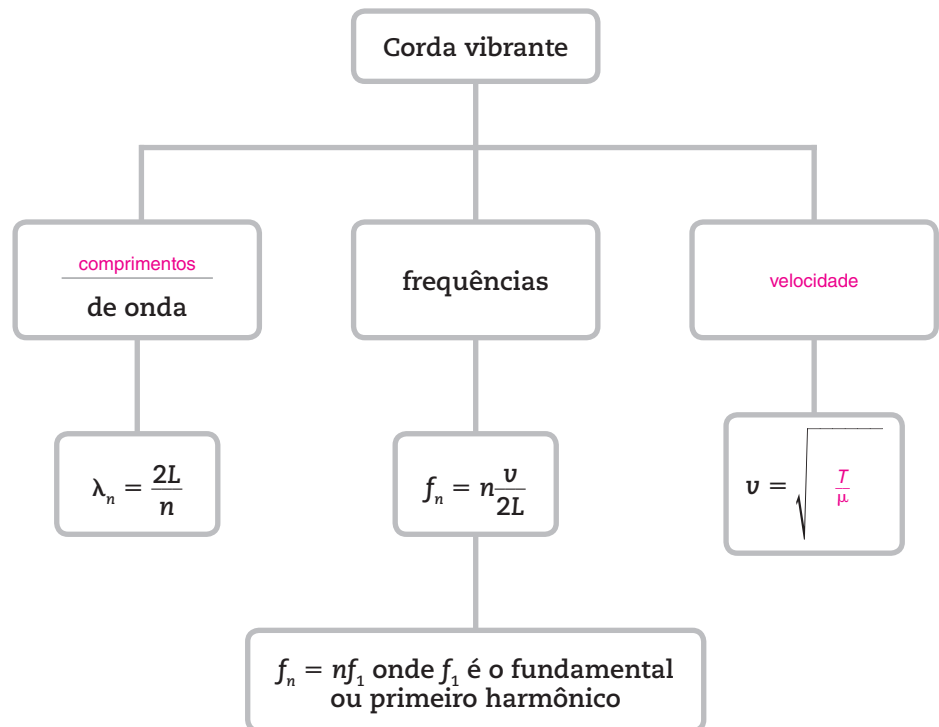 Corda vibrante
comprimentos
de onda
frequências
velocidade
λₙ = 2L/n
fₙ = n v/2L
v = √(T/μ)
fₙ = nf₁ onde f₁ é o fundamental
ou primeiro harmônico